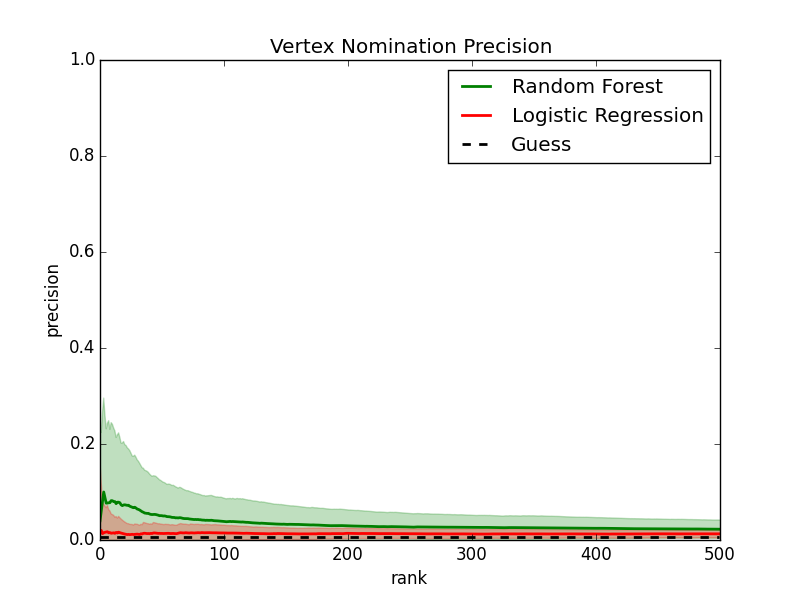 Vertex Nomination Precision
1.0
0.8
0.6
0.4
0.2
0.0
precision
Random Forest
Logistic Regression
Guess
0
100
200
300
400
500
rank